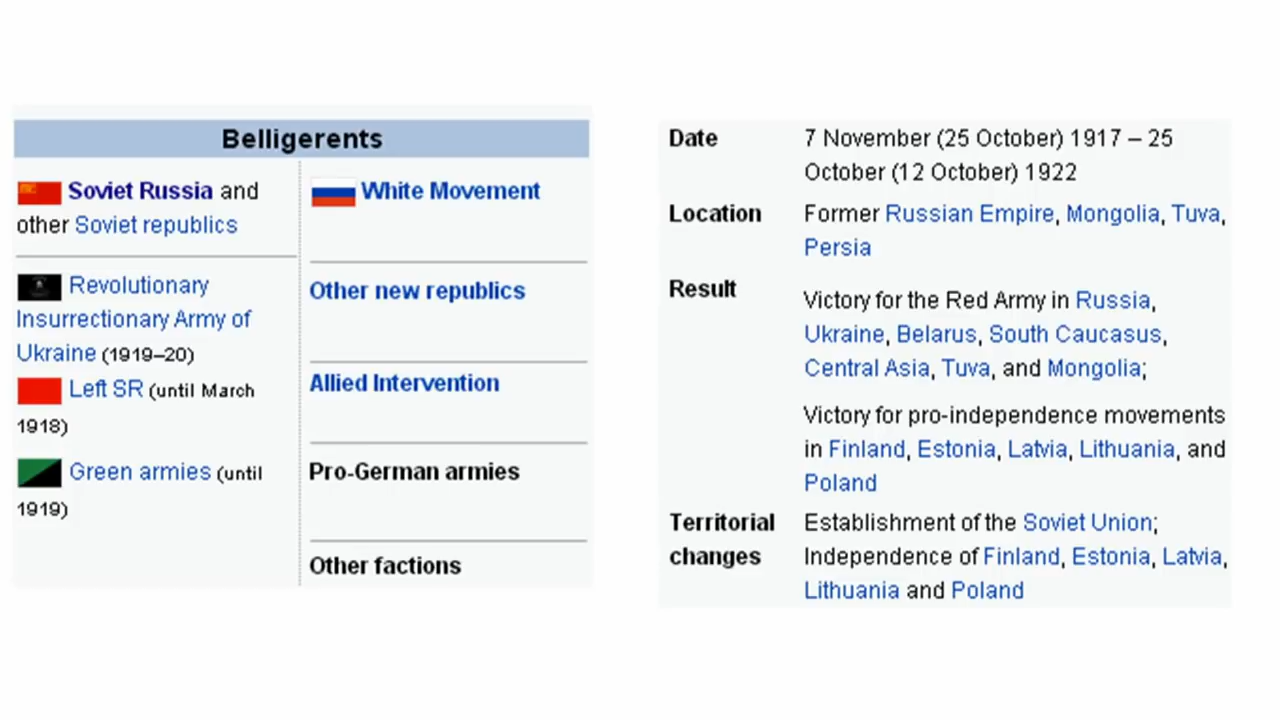 Belligerents
Soviet Russia and
other Soviet republics
Revolutionary
Insurrectionary Army of
Ukraine (1919–20)
Left SR (until March
1918)
Green armies (until
1919)
White Movement
Other new republics
Allied Intervention
Pro-German armies
Other factions
Date 7 November (25 October) 1917 – 25
October (12 October) 1922
Location Former Russian Empire, Mongolia, Tuva,
Persia
Result Victory for the Red Army in Russia,
Ukraine, Belarus, South Caucasus,
Central Asia, Tuva, and Mongolia;
Victory for pro-independence movements
in Finland, Estonia, Latvia, Lithuania, and
Poland
Territorial Establishment of the Soviet Union;
changes Independence of Finland, Estonia, Latvia,
Lithuania and Poland